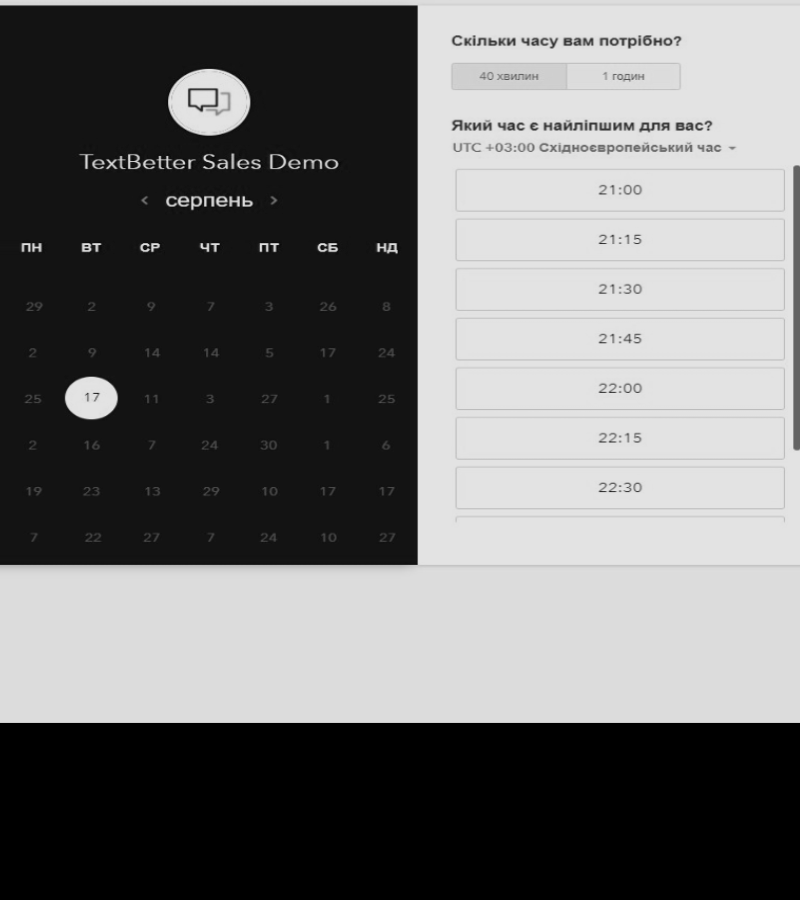 TextBetter Sales Demo
‹ серпень ›
ПН ВТ СР ЧТ ПТ СБ НД
29 2 9 7 3 26 8
2 9 14 14 5 17 24
25 17 11 3 27 1 25
2 16 7 24 30 1 6
19 23 13 29 10 17 17
7 22 27 7 24 10 27
Скільки часу вам потрібно?
40 хвилин 1 годин
Який час є найліпшим для вас?
UTC +03:00 Східноєвропейський час
21:00
21:15
21:30
21:45
22:00
22:15
22:30